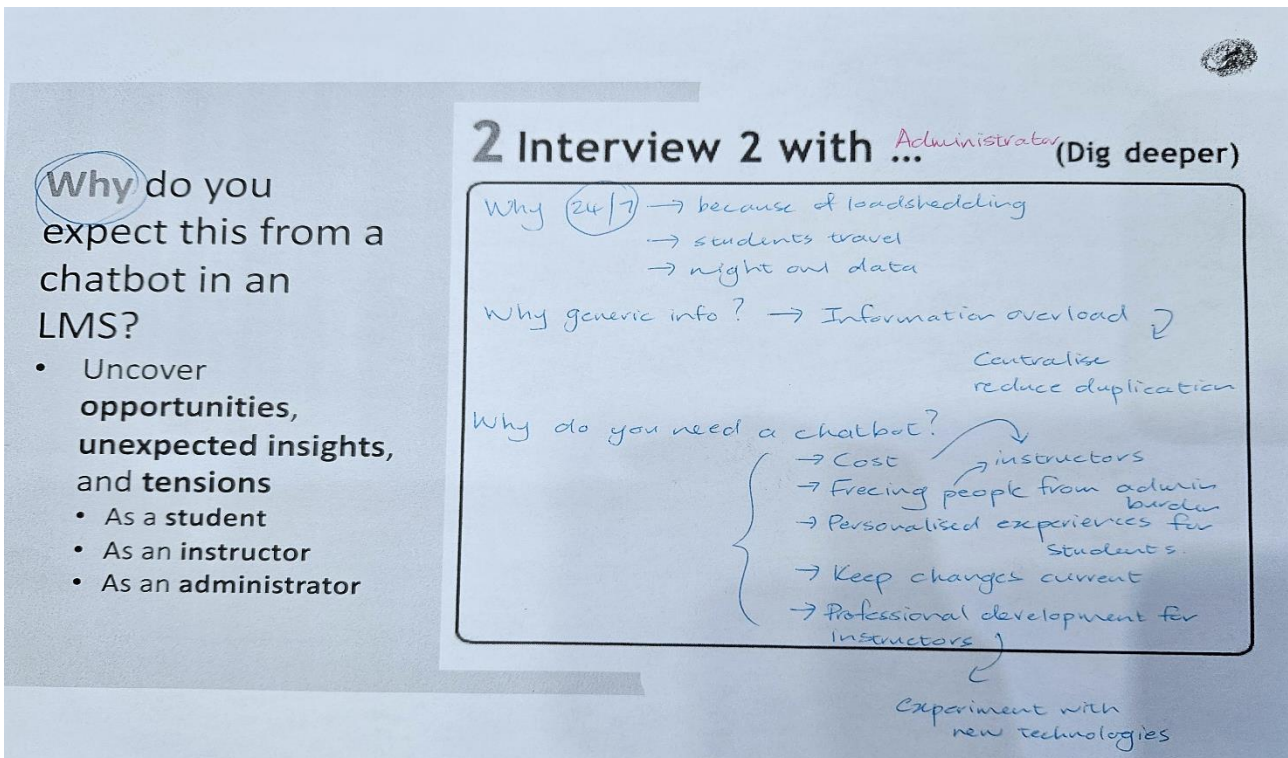 Why do you
expect this from a
chatbot in an
LMS?
• Uncover
opportunities,
unexpected insights,
and tensions
• As a student
• As an instructor
• As an administrator
2 Interview 2 with ... Administrator (Dig deeper)
Why 24/7 → because of loadshedding
→ students travel
→ night owl data
Why generic info? → Information overload
Centralise
reduce duplication
Why do you need a chatbot?
→ Cost
instructors
→ Freeing people from admin
burden
→ Personalised experiences for
students.
→ Keep changes current
→ Professional development for
Instructors
Experiment with
new technologies